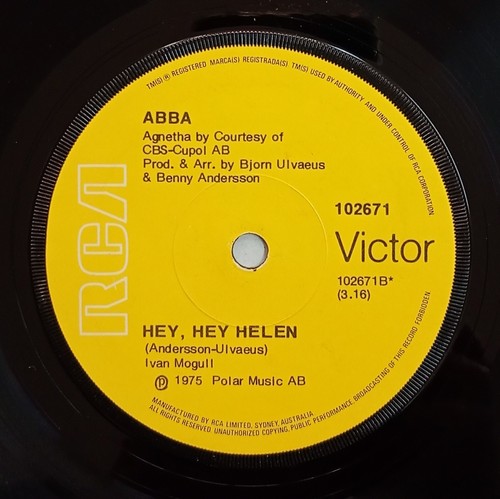 TM(S) ® REGISTERED MARCA(S) REGISTRADA(S) TM(S) USED BY AUTHORITY AND UNDER CONTROL OF RCA CORPORATION
ABBA
Agnetha by Courtesy of
CBS-Cupol AB
Prod. & Arr. by Bjorn Ulvaeus
& Benny Andersson
RCA
102671
Victor
102671B*
(3.16)
HEY, HEY HELEN
(Andersson-Ulvaeus)
Ivan Mogull
Ⓟ 1975 Polar Music AB
MANUFACTURED BY RCA LIMITED, SYDNEY, AUSTRALIA
ALL RIGHTS RESERVED UNAUTHORIZED COPYING, PUBLIC PERFORMANCE BROADCASTING OF THIS RECORD FORBIDDEN